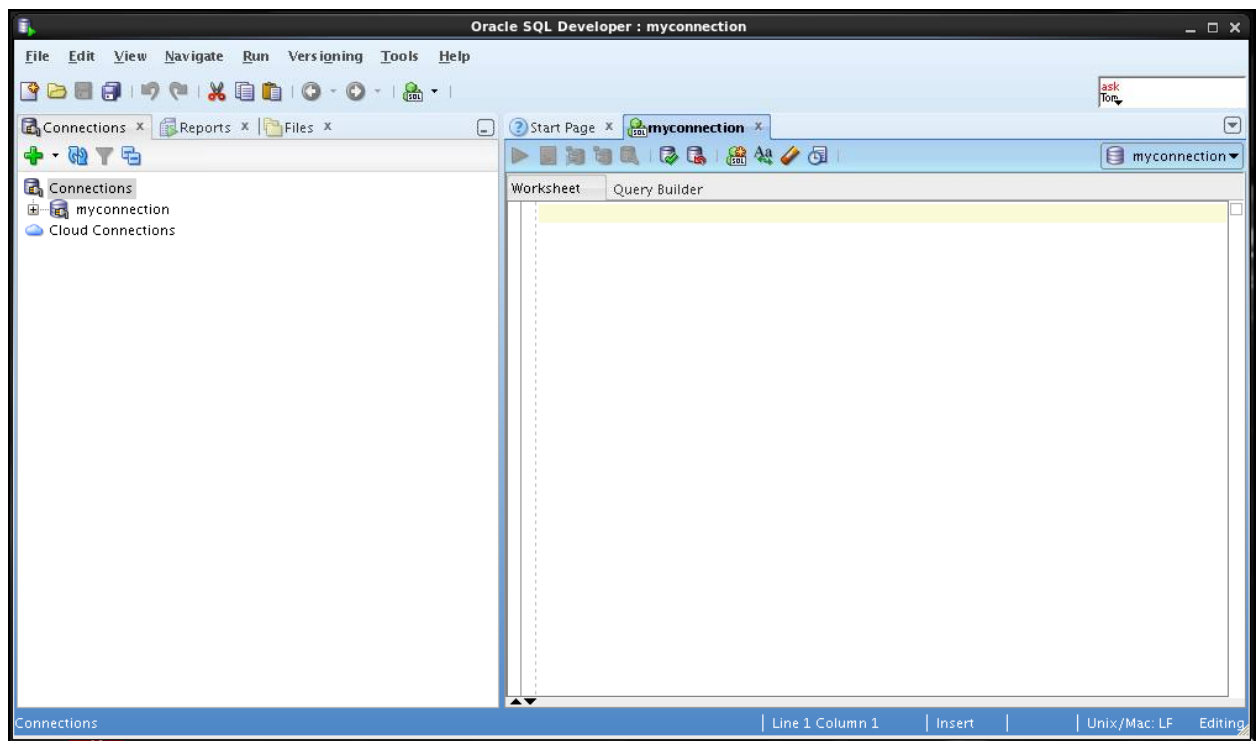 Oracle SQL Developer : myconnection
File Edit View Navigate Run Versioning Tools Help
SQL
ask
Tom
Connections x Reports x Files x
Start Page x myconnection x
myconnection
Connections
myconnection
Cloud Connections
Worksheet Query Builder
Connections Line 1 Column 1 Insert Unix/Mac: LF Editing